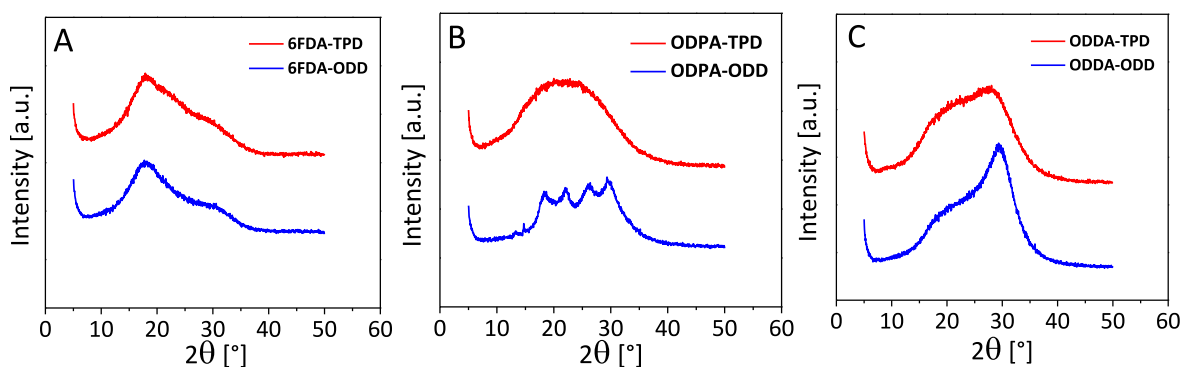 A
6FDA-TPD
6FDA-ODD
Intensity [a.u.]
0 10 20 30 40 50 60
2θ [°]
B
ODPA-TPD
ODPA-ODD
Intensity [a.u.]
0 10 20 30 40 50 60
2θ [°]
C
ODDA-TPD
ODDA-ODD
Intensity [a.u.]
0 10 20 30 40 50 60
2θ [°]